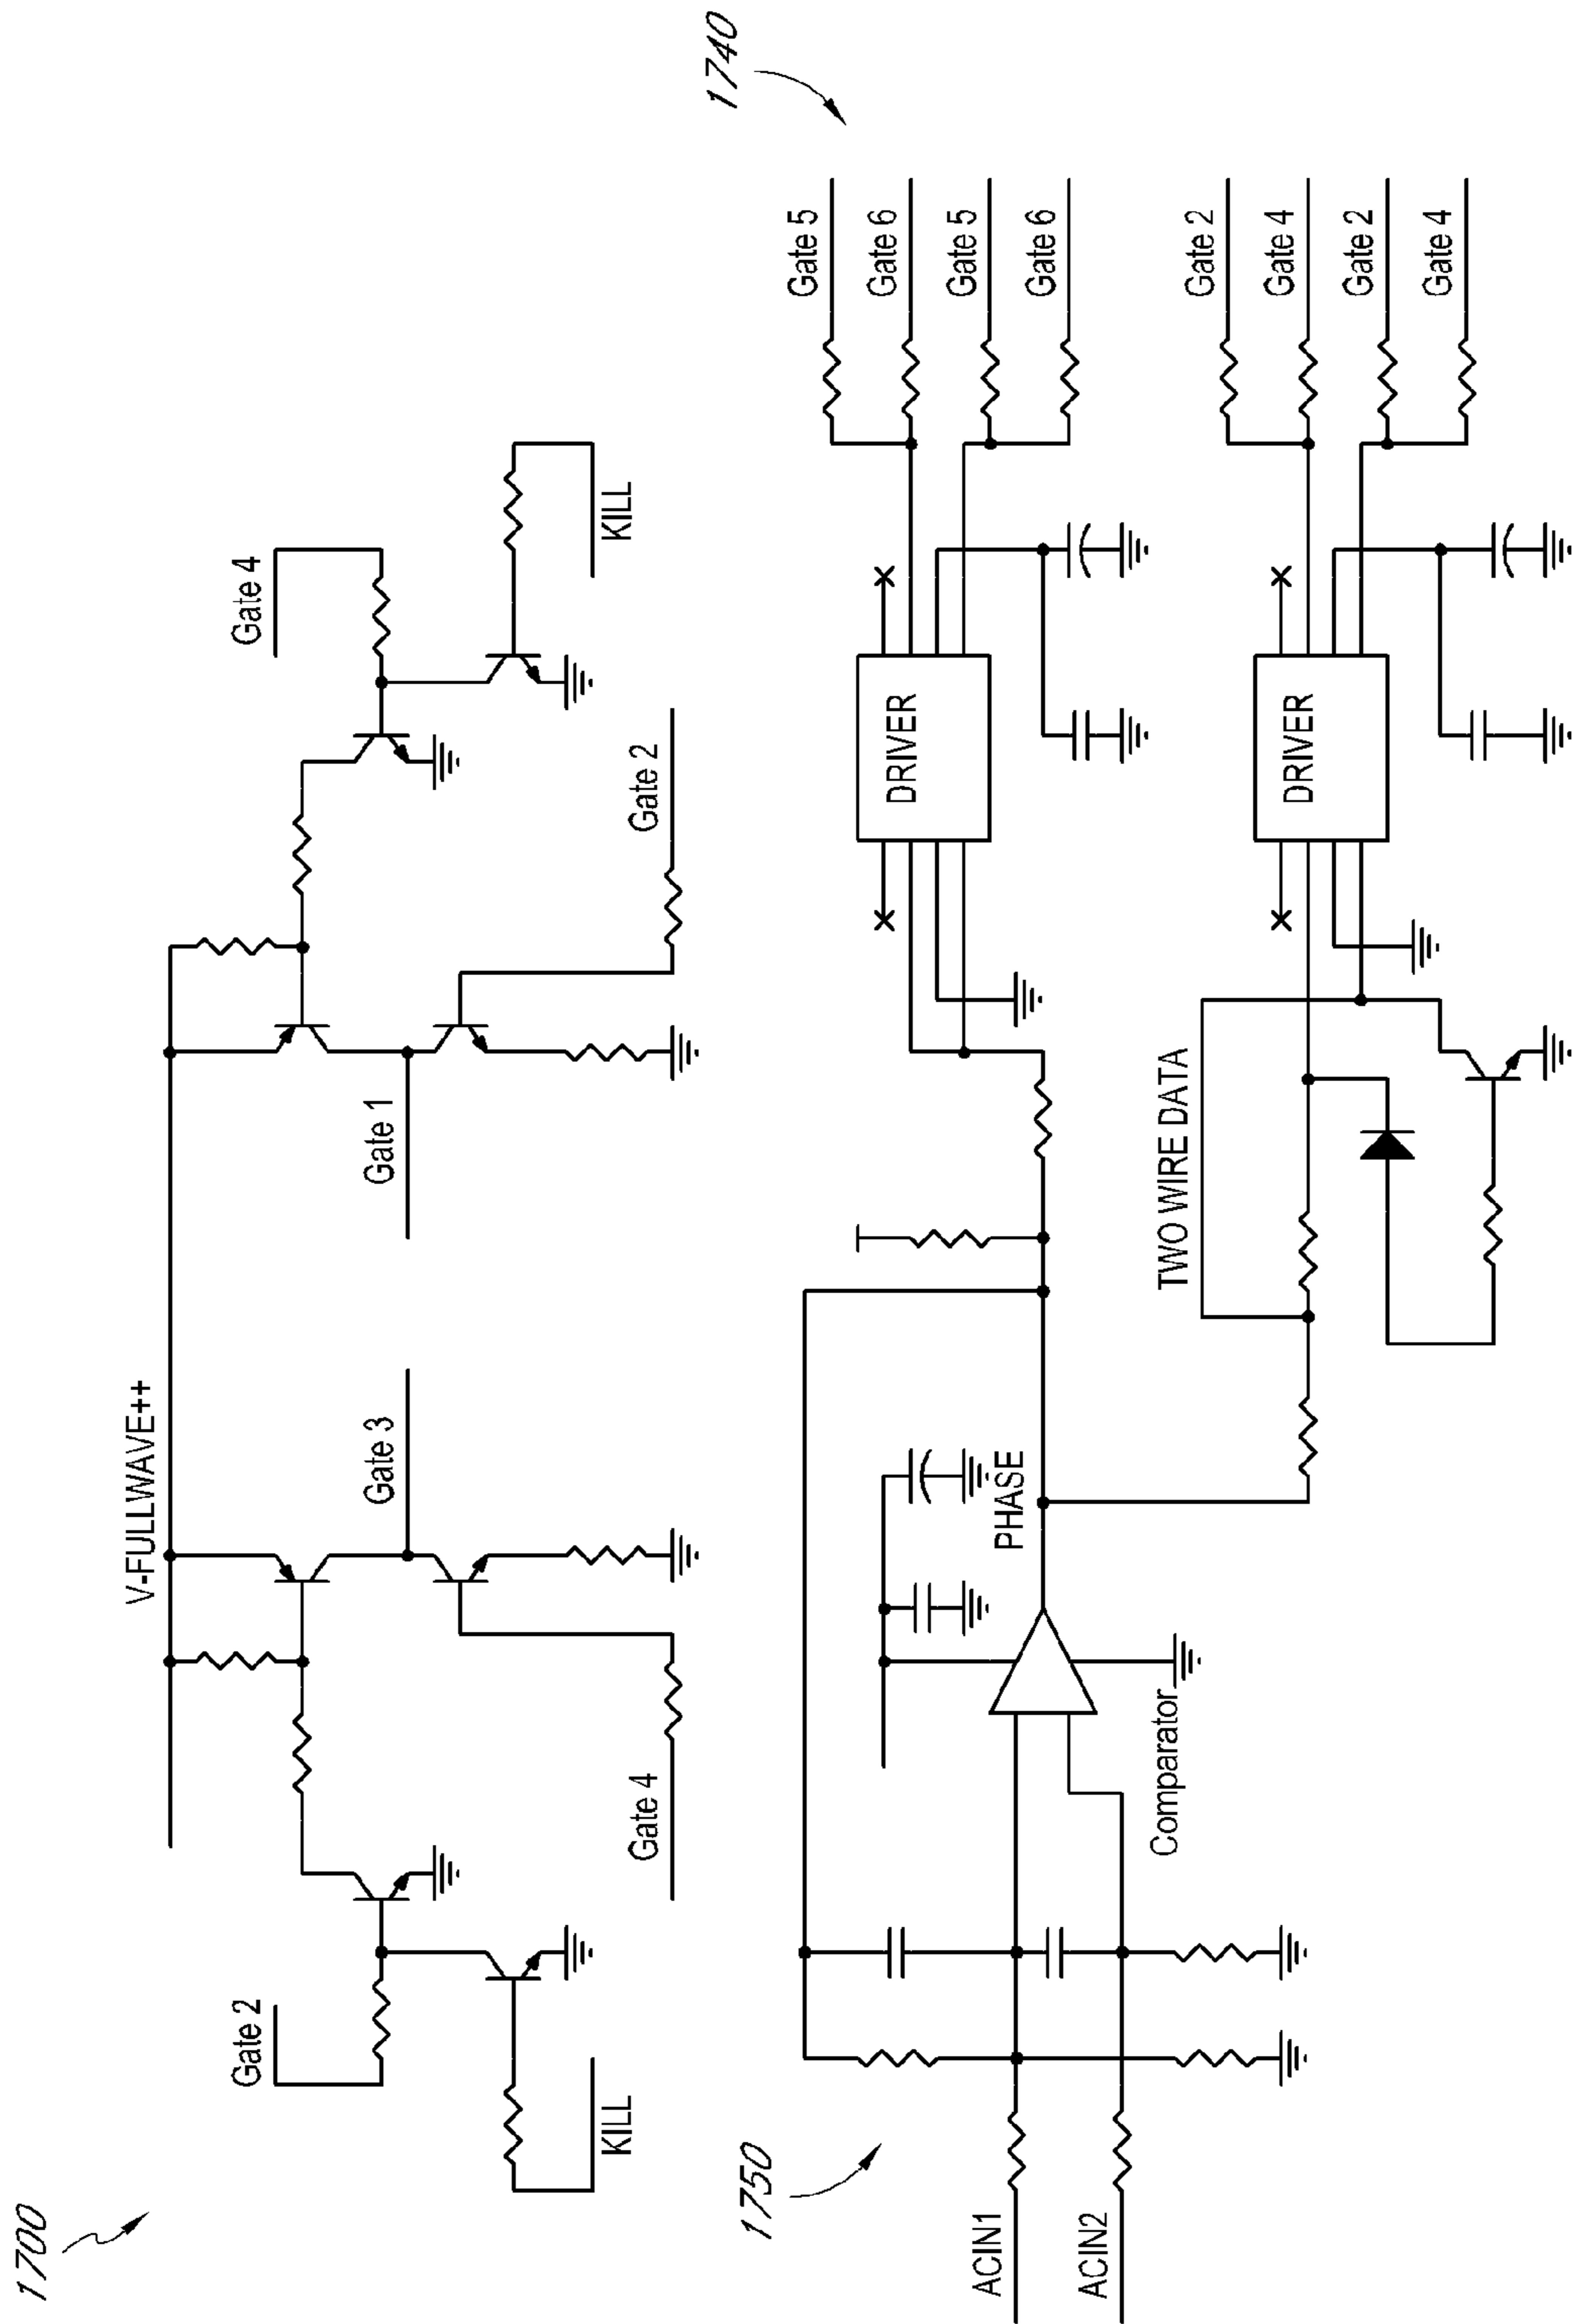 1700
V-FULLWAVE++
Gate 2
KILL
Gate 4
Gate 3
Gate 1
Gate 2
Gate 4
KILL
1750
1740
ACIN1
ACIN2
Comparator
PHASE
TWO WIRE DATA
DRIVER
DRIVER
Gate 5
Gate 6
Gate 5
Gate 6
Gate 2
Gate 4
Gate 2
Gate 4